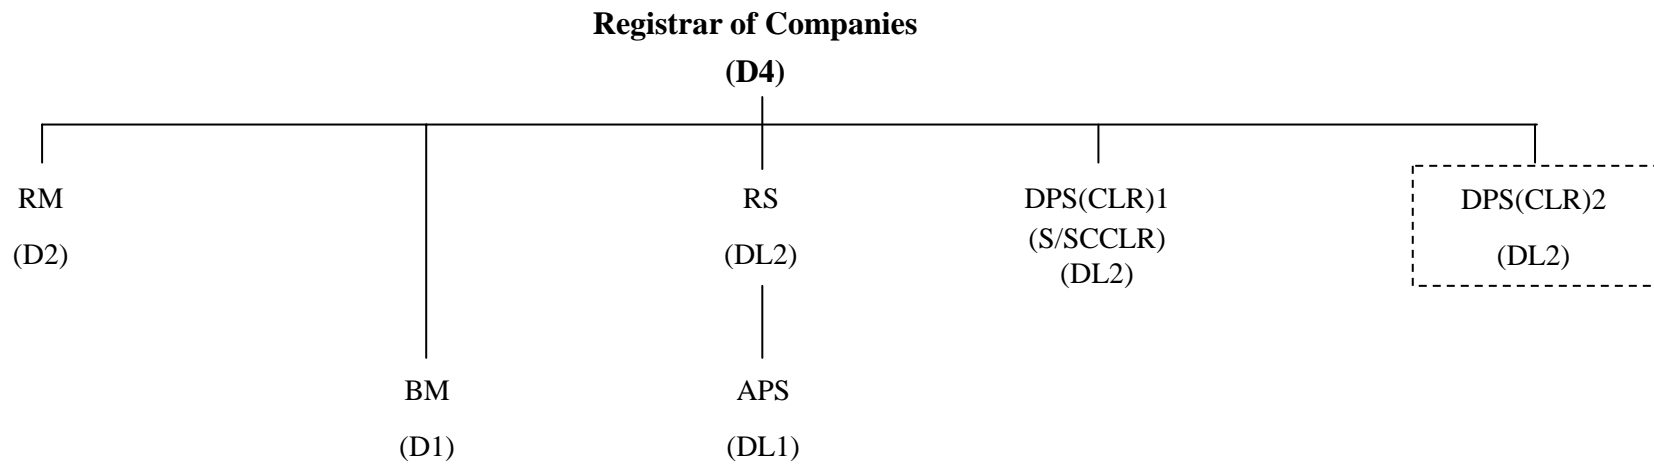 Registrar of Companies
(D4)
RM
(D2)
BM
(D1)
RS
(DL2)
APS
(DL1)
DPS(CLR)1
(S/SCCLR)
(DL2)
DPS(CLR)2
(DL2)